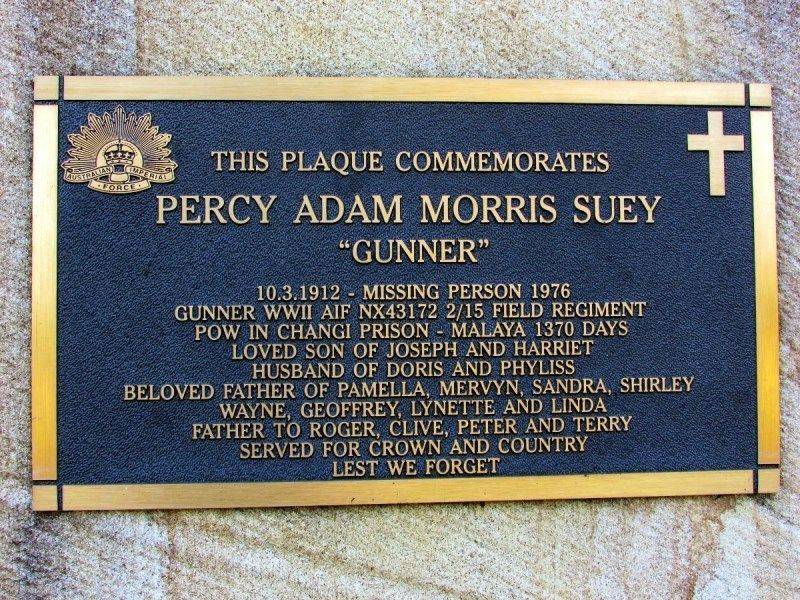 AUSTRALIAN IMPERIAL
FORCE
THIS PLAQUE COMMEMORATES
PERCY ADAM MORRIS SUEY
“GUNNER”
10.3.1912 - MISSING PERSON 1976
GUNNER WWII AIF NX43172 2/15 FIELD REGIMENT
POW IN CHANGI PRISON - MALAYA 1370 DAYS
LOVED SON OF JOSEPH AND HARRIET
HUSBAND OF DORIS AND PHYLISS
BELOVED FATHER OF PAMELLA, MERVYN, SANDRA, SHIRLEY
WAYNE, GEOFFREY, LYNETTE AND LINDA
FATHER TO ROGER, CLIVE, PETER AND TERRY
SERVED FOR CROWN AND COUNTRY
LEST WE FORGET